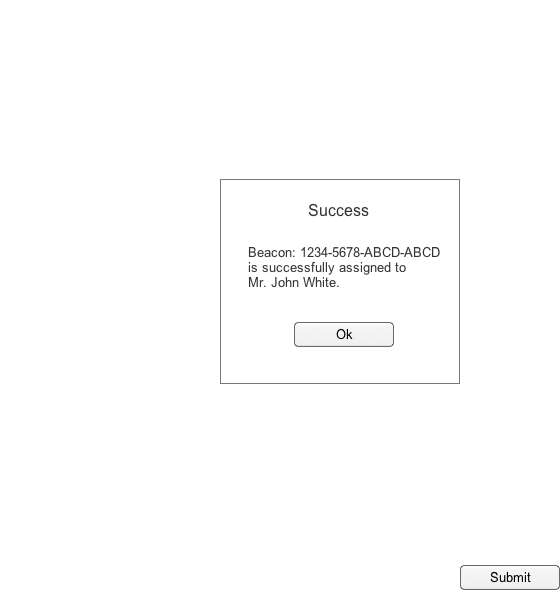 Success
Beacon: 1234-5678-ABCD-ABCD
is successfully assigned to
Mr. John White.
Ok
Submit